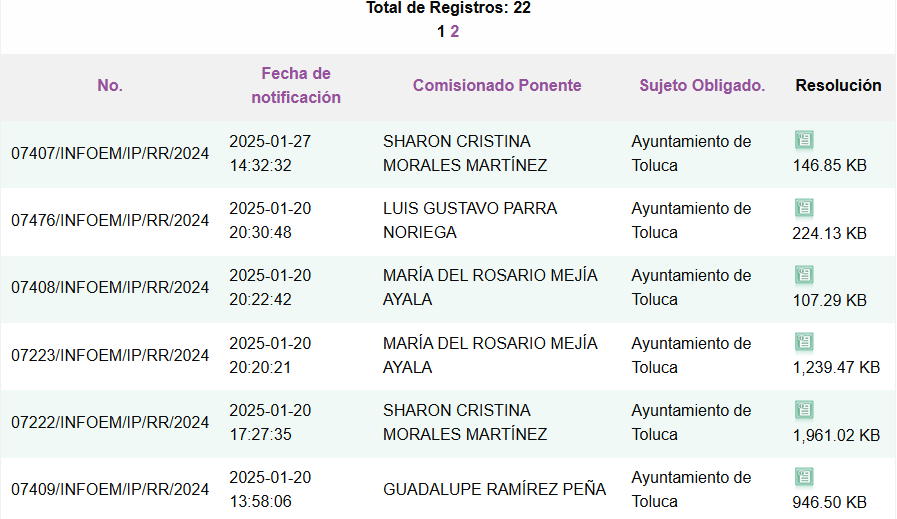 Total de Registros: 22
1 2
No.
Fecha de
notificación
Comisionado Ponente
Sujeto Obligado.
Resolución
07407/INFOEM/IP/RR/2024
2025-01-27
14:32:32
SHARON CRISTINA
MORALES MARTÍNEZ
Ayuntamiento de
Toluca
146.85 KB
07476/INFOEM/IP/RR/2024
2025-01-20
20:30:48
LUIS GUSTAVO PARRA
NORIEGA
Ayuntamiento de
Toluca
224.13 KB
07408/INFOEM/IP/RR/2024
2025-01-20
20:22:42
MARÍA DEL ROSARIO MEJÍA
AYALA
Ayuntamiento de
Toluca
107.29 KB
07223/INFOEM/IP/RR/2024
2025-01-20
20:20:21
MARÍA DEL ROSARIO MEJÍA
AYALA
Ayuntamiento de
Toluca
1,239.47 KB
07222/INFOEM/IP/RR/2024
2025-01-20
17:27:35
SHARON CRISTINA
MORALES MARTÍNEZ
Ayuntamiento de
Toluca
1,961.02 KB
07409/INFOEM/IP/RR/2024
2025-01-20
13:58:06
GUADALUPE RAMÍREZ PEÑA
Ayuntamiento de
Toluca
946.50 KB